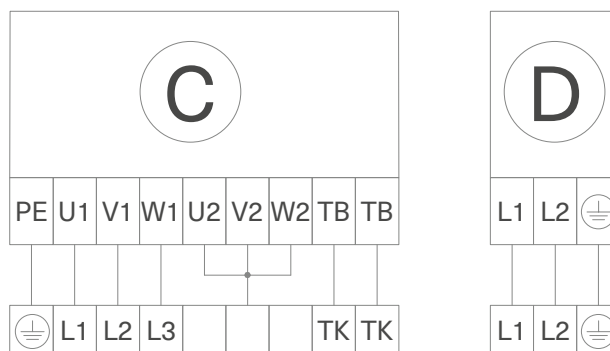 C
D
PE U1 V1 W1 U2 V2 W2 TB TB
L1 L2
L1 L2 L3 TK TK
L1 L2